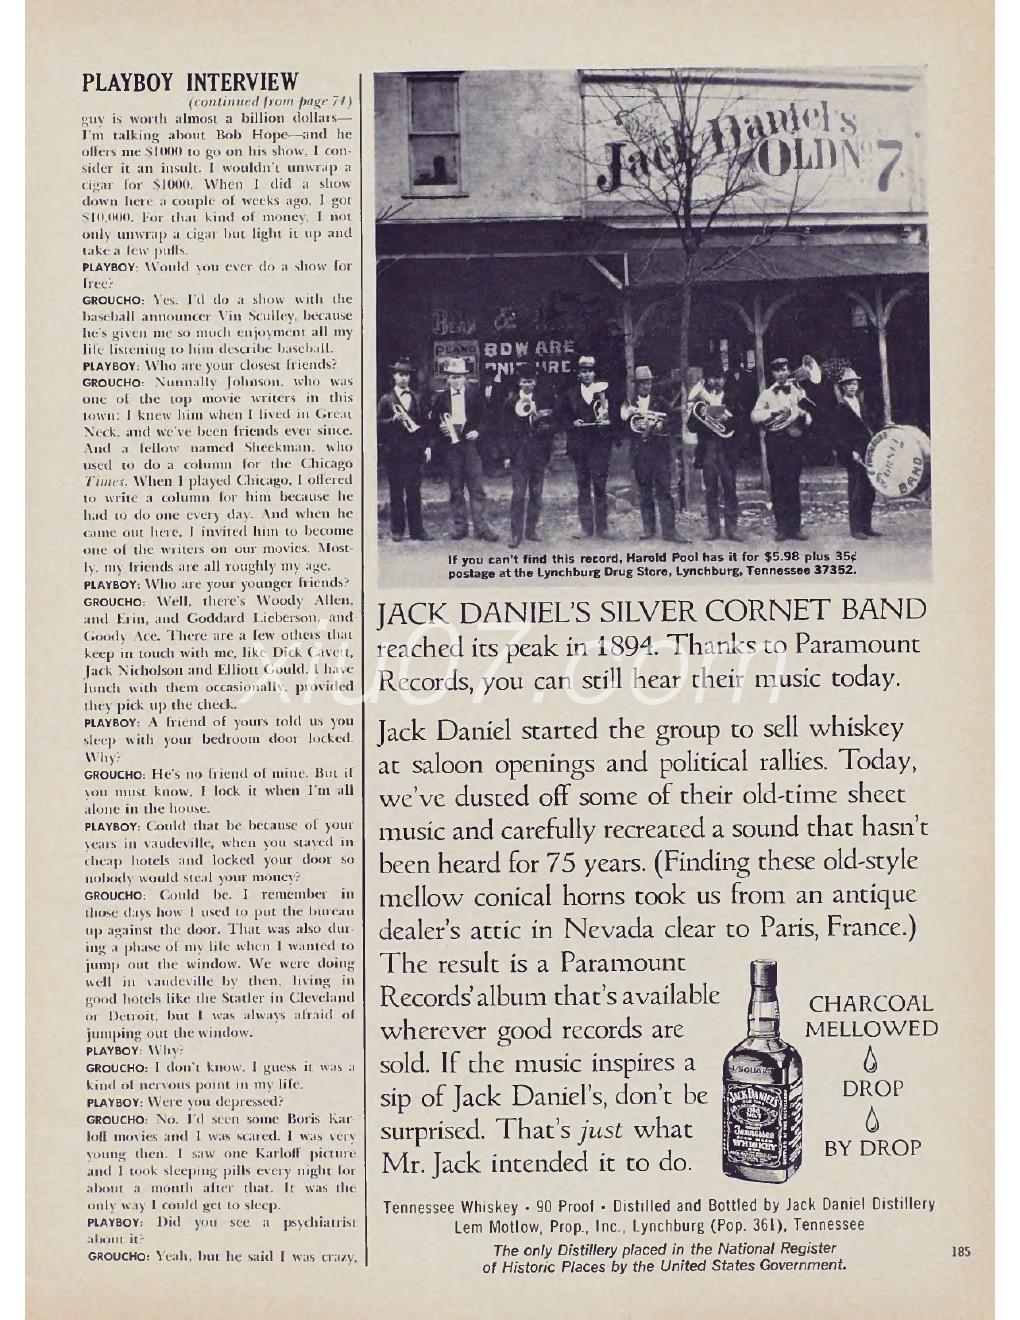 PLAYBOY INTERVIEW
(continued from page 74)
guy is worth almost a billion dollars—
I'm talking about Bob Hope—and he
offers me $1000 to go on his show, I con-
sider it an insult. I wouldn't unwrap a
cigar for $1000. When I did a show
down here a couple of weeks ago, I got
$10,000. For that kind of money, I not
only unwrap a cigar but light it up and
take a few puffs.
PLAYBOY: Would you ever do a show for
free?
GROUCHO: Yes. I'd do a show with the
baseball announcer Vin Sculley, because
he's given me so much enjoyment all my
life listening to him describe baseball.
PLAYBOY: Who are your closest friends?
GROUCHO: Nunnally Johnson, who was
one of the top movie writers in this
town; I knew him when I lived in Great
Neck, and we've been friends ever since.
And a fellow named Sheekman, who
used to do a column for the Chicago
Times. When I played Chicago, I offered
to write a column for him because he
had to do one every day. And when he
came out here, I invited him to become
one of the writers on our movies. Most-
ly, my friends are all roughly my age.
PLAYBOY: Who are your younger friends?
GROUCHO: Well, there's Woody Allen,
and Erin, and Goddard Lieberson, and
Goody Ace. There are a few others that
keep in touch with me, like Dick Cavett,
Jack Nicholson and Elliott Gould. I have
lunch with them occasionally, provided
they pick up the check.
PLAYBOY: A friend of yours told us you
sleep with your bedroom door locked.
Why?
GROUCHO: He's no friend of mine. But if
you must know, I lock it when I'm all
alone in the house.
PLAYBOY: Could that be because of your
years in vaudeville, when you stayed in
cheap hotels and locked your door so
nobody would steal your money?
GROUCHO: Could be. I remember in
those days how I used to put the bureau
up against the door. That was also dur-
ing a phase of my life when I wanted to
jump out the window. We were doing
well in vaudeville by then, living in
good hotels like the Statler in Cleveland
or Detroit, but I was always afraid of
jumping out the window.
PLAYBOY: Why?
GROUCHO: I don't know. I guess it was a
kind of nervous point in my life.
PLAYBOY: Were you depressed?
GROUCHO: No. I'd seen some Boris Kar-
loff movies and I was scared. I was very
young then. I saw one Karloff picture
and I took sleeping pills every night for
about a month after that. It was the
only way I could get to sleep.
PLAYBOY: Did you see a psychiatrist
about it?
GROUCHO: Yeah, but he said I was crazy,
Jack Daniel's
OLD No 7
BDWARE
BAND
If you can't find this record, Harold Pool has it for $5.98 plus 35¢
postage at the Lynchburg Drug Store, Lynchburg, Tennessee 37352.
JACK DANIEL'S SILVER CORNET BAND
reached its peak in 1894. Thanks to Paramount
Records, you can still hear their music today.
Jack Daniel started the group to sell whiskey
at saloon openings and political rallies. Today,
we've dusted off some of their old-time sheet
music and carefully recreated a sound that hasn't
been heard for 75 years. (Finding these old-style
mellow conical horns took us from an antique
dealer's attic in Nevada clear to Paris, France.)
The result is a Paramount
Records' album that's available
wherever good records are
sold. If the music inspires a
sip of Jack Daniel's, don't be
surprised. That's just what
Mr. Jack intended it to do.
JACK DANIEL'S
Tennessee
WHISKEY
CHARCOAL
MELLOWED
DROP
BY DROP
Tennessee Whiskey • 90 Proof • Distilled and Bottled by Jack Daniel Distillery
Lem Motlow, Prop., Inc., Lynchburg (Pop. 361), Tennessee
The only Distillery placed in the National Register
of Historic Places by the United States Government.
185
xiu07.com